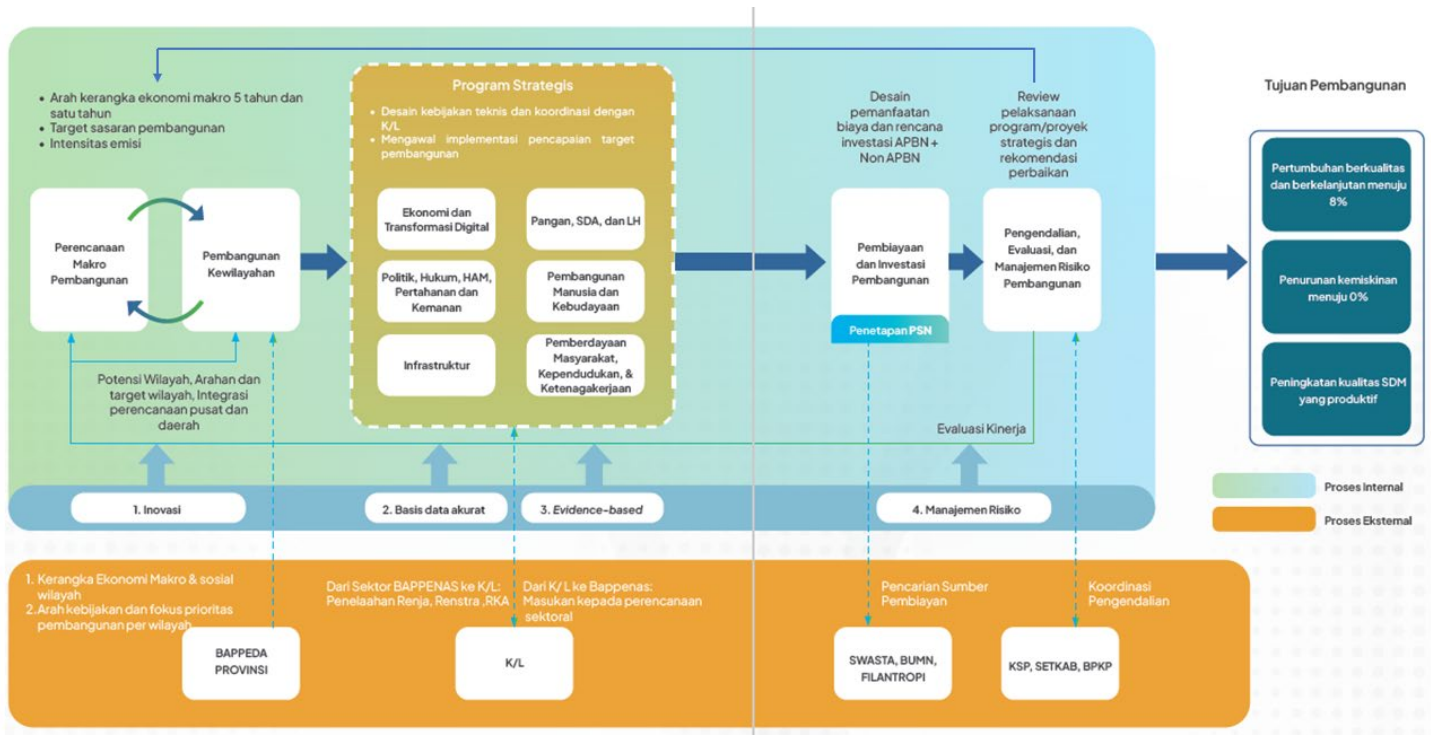 • Arah kerangka ekonomi makro 5 tahun dan
satu tahun
• Target sasaran pembangunan
• Intensitas emisi
Perencanaan
Makro
Pembangunan
Pembangunan
Kewilayahan
Potensi Wilayah, Arahan dan
target wilayah, Integrasi
perencanaan pusat dan
daerah
Program Strategis
• Desain kebijakan teknis dan koordinasi dengan
K/L
• Mengawal implementasi pencapaian target
pembangunan
Ekonomi dan
Transformasi Digital
Pangan, SDA, dan LH
Politik, Hukum, HAM,
Pertahanan dan
Kemanan
Pembangunan
Manusia dan
Kebudayaan
Infrastruktur
Pemberdayaan
Masyarakat,
Kependudukan, &
Ketenagakerjaan
Desain
pemanfaatan
biaya dan rencana
investasi APBN +
Non APBN
Review
pelaksanaan
program/proyek
strategis dan
rekomendasi
perbaikan
Pembiayaan
dan Investasi
Pembangunan
Penetapan PSN
Pengendalian,
Evaluasi, dan
Manajemen Risiko
Pembangunan
Evaluasi Kinerja
Tujuan Pembangunan
Pertumbuhan berkualitas
dan berkelanjutan menuju
8%
Penurunan kemiskinan
menuju 0%
Peningkatan kualitas SDM
yang produktif
1. Inovasi
2. Basis data akurat
3. Evidence-based
4. Manajemen Risiko
Proses Internal
Proses Eksternal
1. Kerangka Ekonomi Makro & sosial
wilayah
2. Arah kebijakan dan fokus prioritas
pembangunan per wilayah
BAPPEDA
PROVINSI
Dari Sektor BAPPENAS ke K/L:
Penelaahan Renja, Renstra ,RKA
Dari K/ L ke Bappenas:
Masukan kepada perencanaan
sektoral
K/L
Pencarian Sumber
Pembiayan
SWASTA, BUMN,
FILANTROPI
Koordinasi
Pengendalian
KSP, SETKAB, BPKP